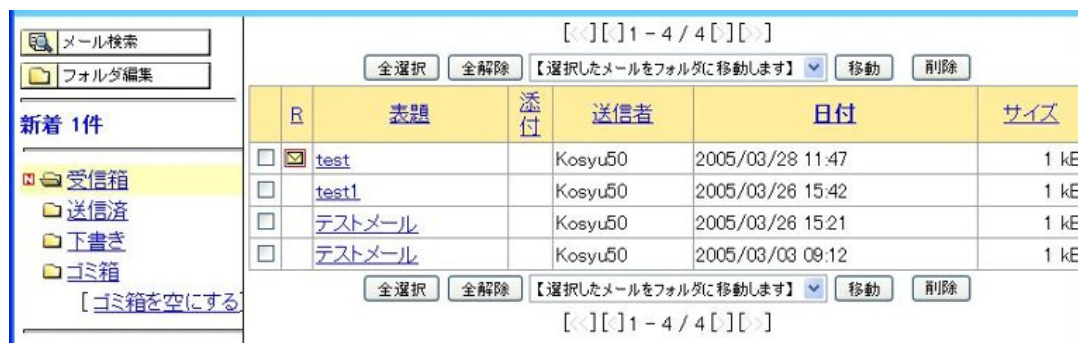 メール検索
フォルダ編集
新着 1件
受信箱
送信済
下書き
ゴミ箱
[ゴミ箱を空にする]
[<<][<]1 - 4 / 4[>][>>]
全選択 全解除 【選択したメールをフォルダに移動します】 移動 削除
R 表題 添付 送信者 日付 サイズ
test Kosyu50 2005/03/28 11:47 1 kB
test1 Kosyu50 2005/03/26 15:42 1 kB
テストメール Kosyu50 2005/03/26 15:21 1 kB
テストメール Kosyu50 2005/03/03 09:12 1 kB
全選択 全解除 【選択したメールをフォルダに移動します】 移動 削除
[<<][<]1 - 4 / 4[>][>>]